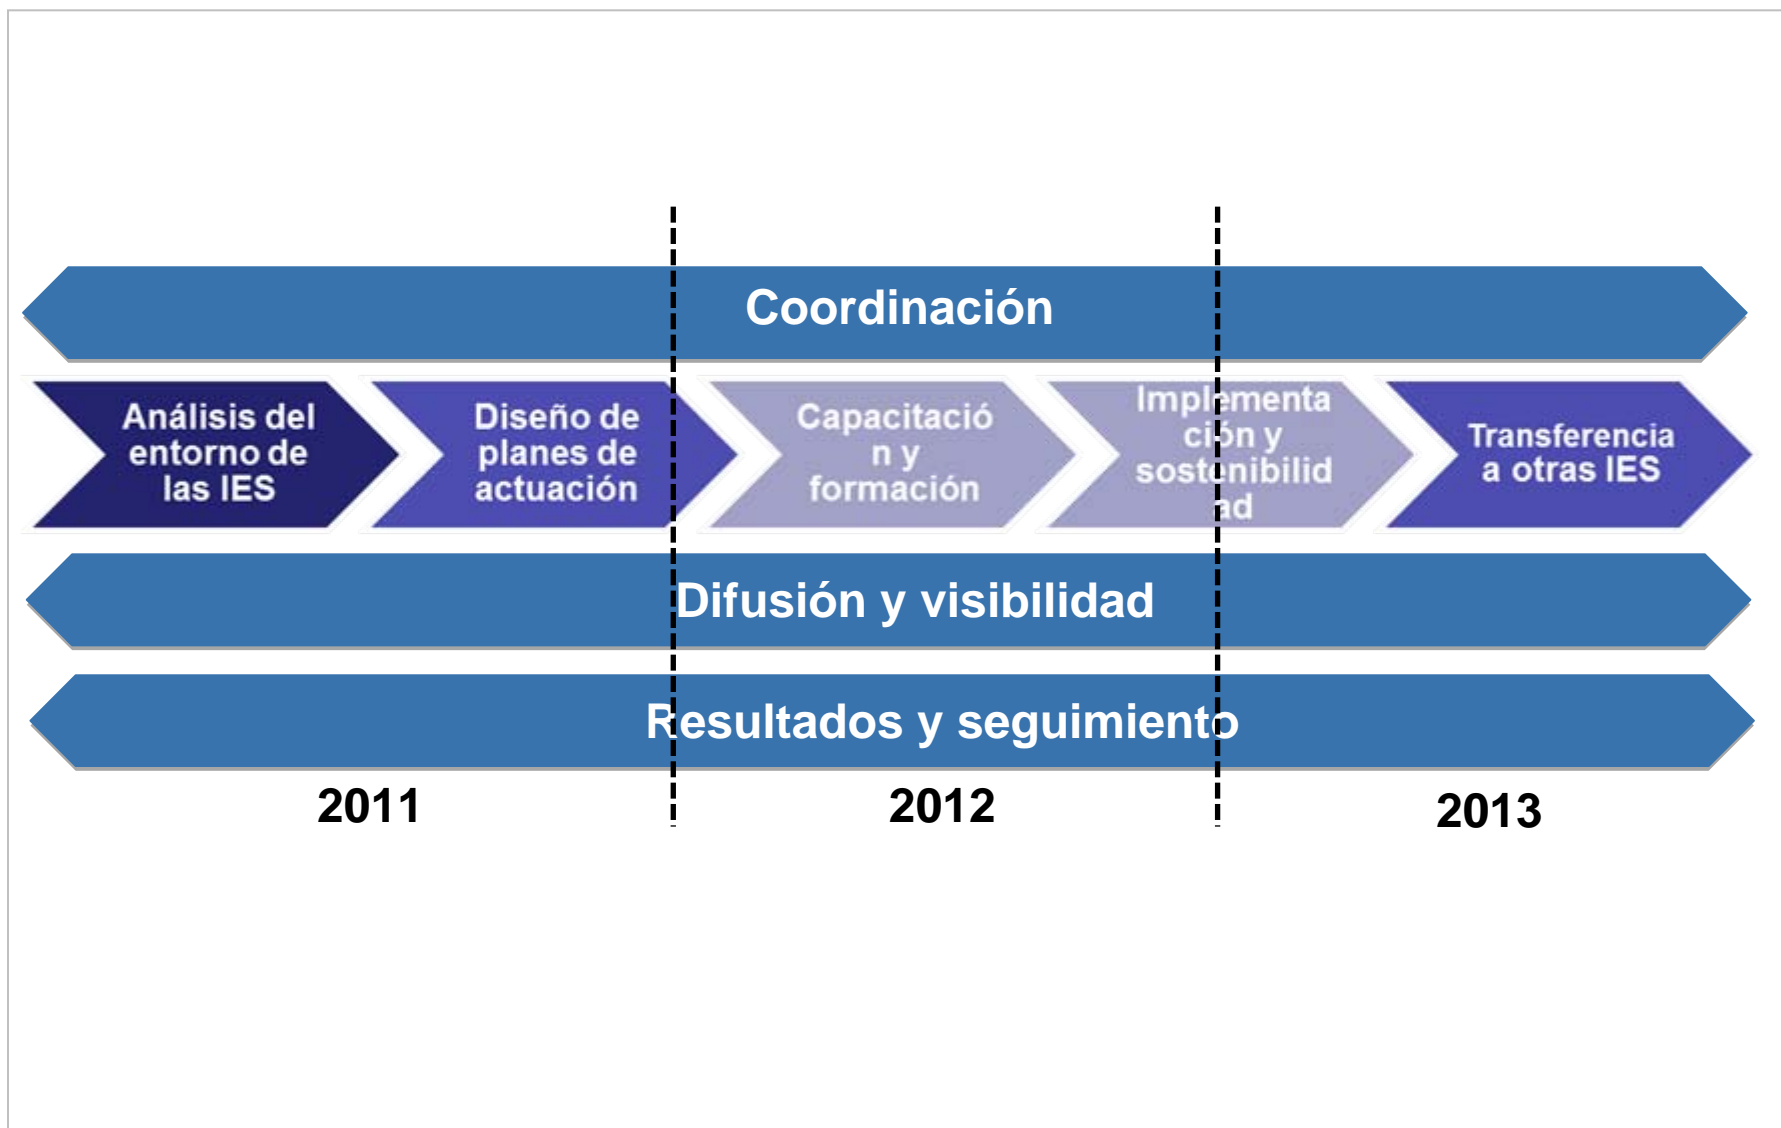 Coordinación
Análisis del
entorno de
las IES
Diseño de
planes de
actuación
Capacitació
n y
formación
Implementa
ción y
sostenibilid
ad
Transferencia
a otras IES
Difusión y visibilidad
Resultados y seguimiento
2011
2012
2013